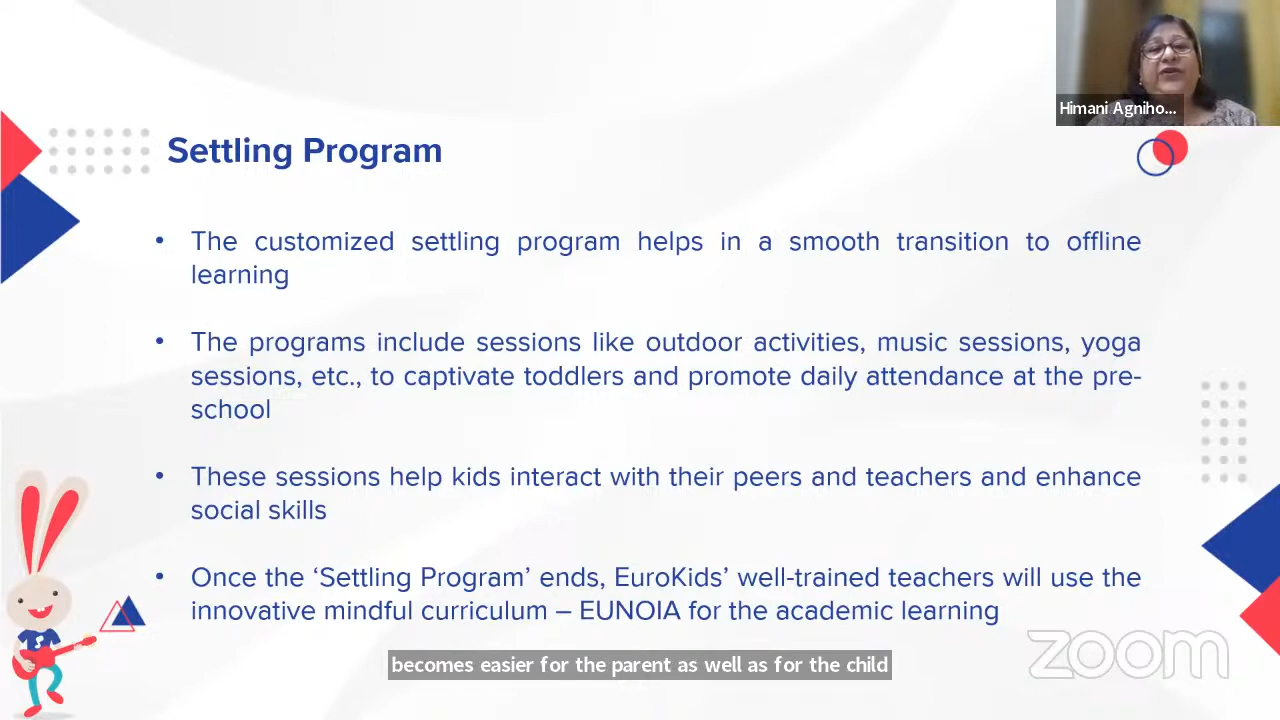 Himani Agniho...
Settling Program
• The customized settling program helps in a smooth transition to offline
learning
• The programs include sessions like outdoor activities, music sessions, yoga
sessions, etc., to captivate toddlers and promote daily attendance at the pre-
school
• These sessions help kids interact with their peers and teachers and enhance
social skills
• Once the ‘Settling Program’ ends, EuroKids’ well-trained teachers will use the
innovative mindful curriculum – EUNOIA for the academic learning
zoom
becomes easier for the parent as well as for the child